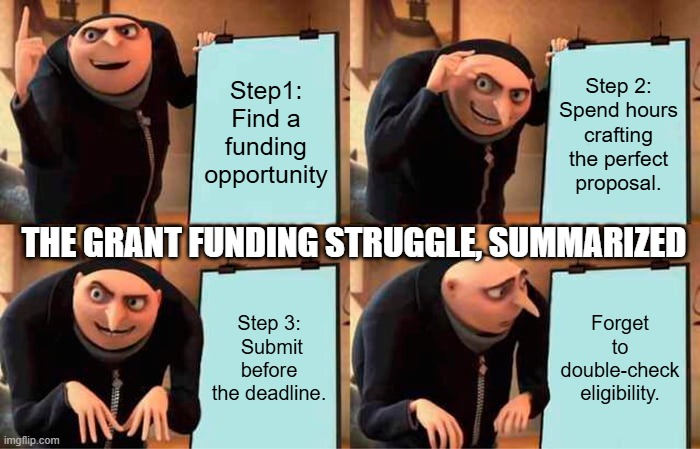 Step1:
Find a
funding
opportunity
Step 2:
Spend hours
crafting
the perfect
proposal.
THE GRANT FUNDING STRUGGLE, SUMMARIZED
Step 3:
Submit
before
the deadline.
Forget
to
double-check
eligibility.
imgflip.com